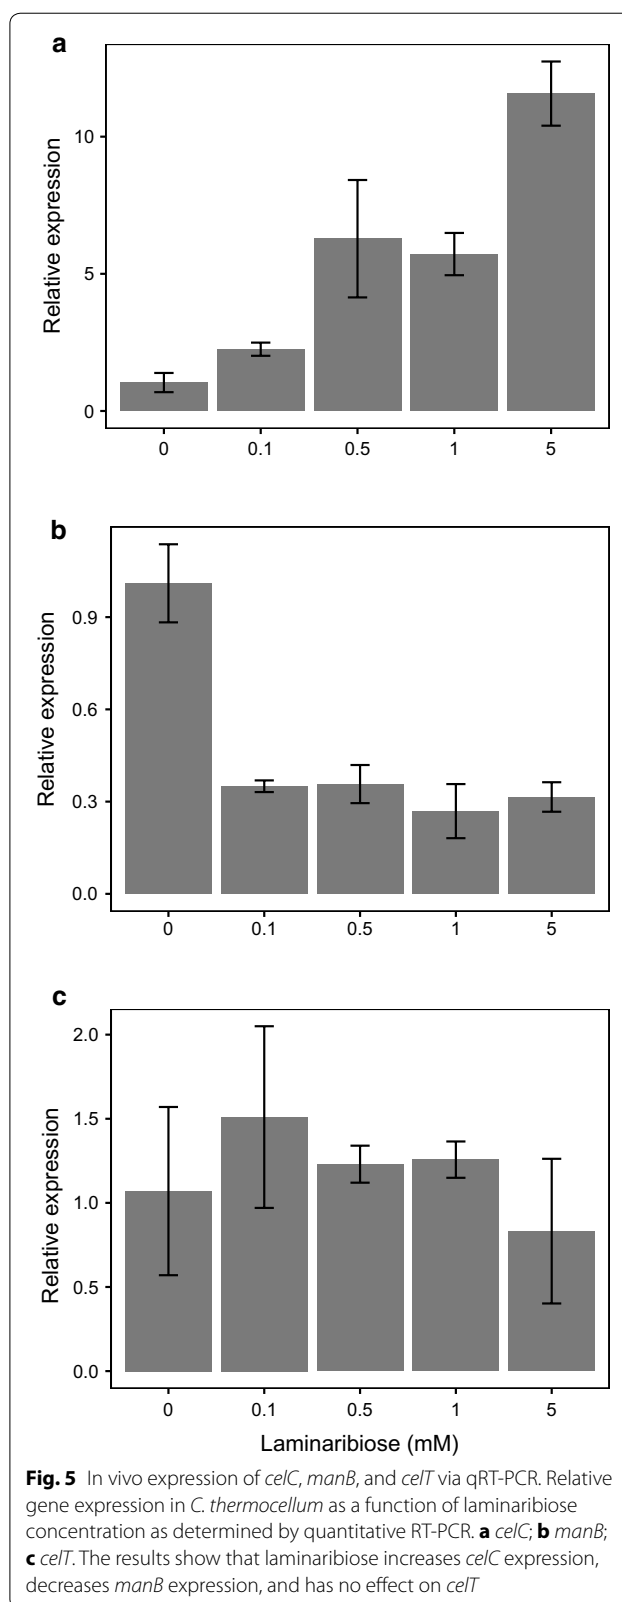 a
Relative expression
10
5
0
0 0.1 0.5 1 5
b
Relative expression
0.9
0.6
0.3
0.0
0 0.1 0.5 1 5
c
Relative expression
2.0
1.5
1.0
0.5
0.0
0 0.1 0.5 1 5
Laminaribiose (mM)
Fig. 5 In vivo expression of celC, manB, and celT via qRT-PCR. Relative
gene expression in C. thermocellum as a function of laminaribiose
concentration as determined by quantitative RT-PCR. a celC; b manB;
c celT. The results show that laminaribiose increases celC expression,
decreases manB expression, and has no effect on celT